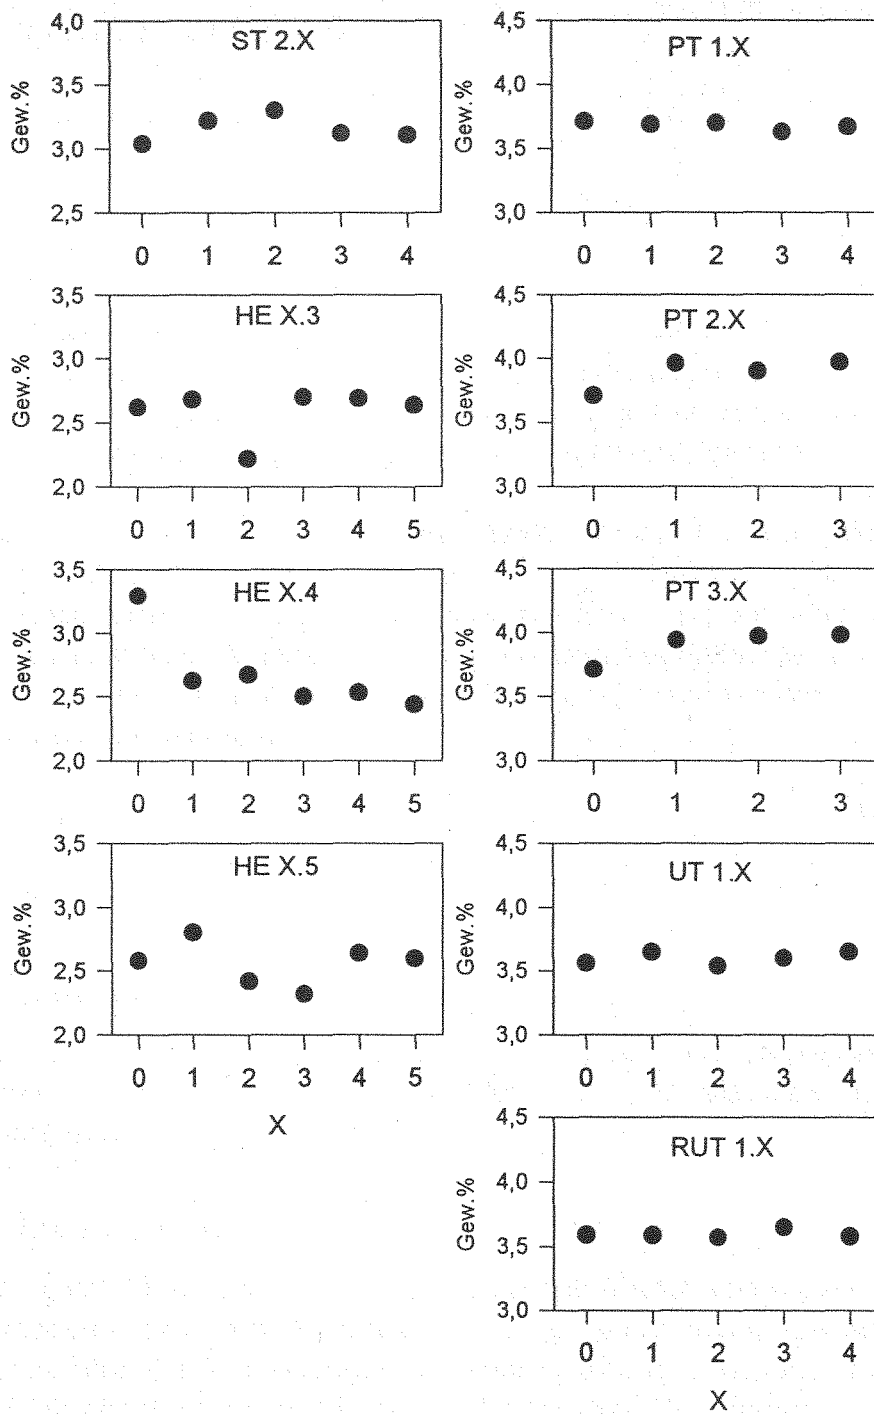 ST 2.X
Gew.%
4,0
3,5
3,0
2,5
0 1 2 3 4
HE X.3
Gew.%
3,5
3,0
2,5
2,0
0 1 2 3 4 5
HE X.4
Gew.%
3,5
3,0
2,5
2,0
0 1 2 3 4 5
HE X.5
Gew.%
3,5
3,0
2,5
2,0
0 1 2 3 4 5
X
PT 1.X
Gew.%
4,5
4,0
3,5
3,0
0 1 2 3 4
PT 2.X
Gew.%
4,5
4,0
3,5
3,0
0 1 2 3
PT 3.X
Gew.%
4,5
4,0
3,5
3,0
0 1 2 3
UT 1.X
Gew.%
4,5
4,0
3,5
3,0
0 1 2 3 4
RUT 1.X
Gew.%
4,5
4,0
3,5
3,0
0 1 2 3 4
X